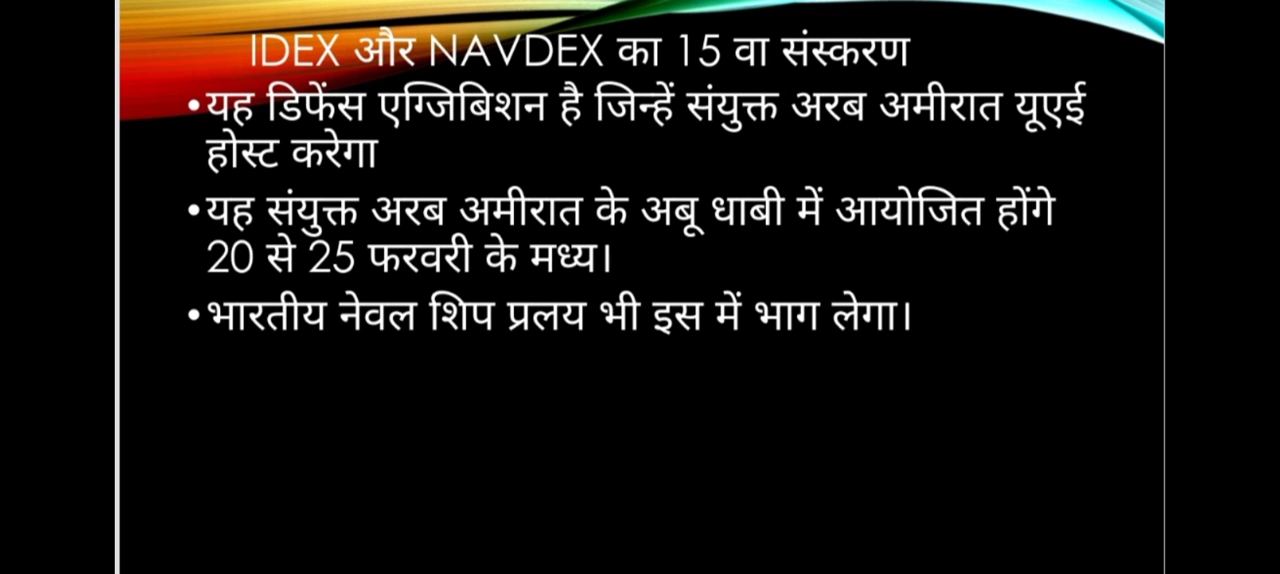 IDEX और NAVDEX का 15 वा संस्करण
•यह डिफेंस एग्जिबिशन है जिन्हें संयुक्त अरब अमीरात यूएई
होस्ट करेगा
•यह संयुक्त अरब अमीरात के अबू धाबी में आयोजित होंगे
20 से 25 फरवरी के मध्य।
•भारतीय नेवल शिप प्रलय भी इस में भाग लेगा।